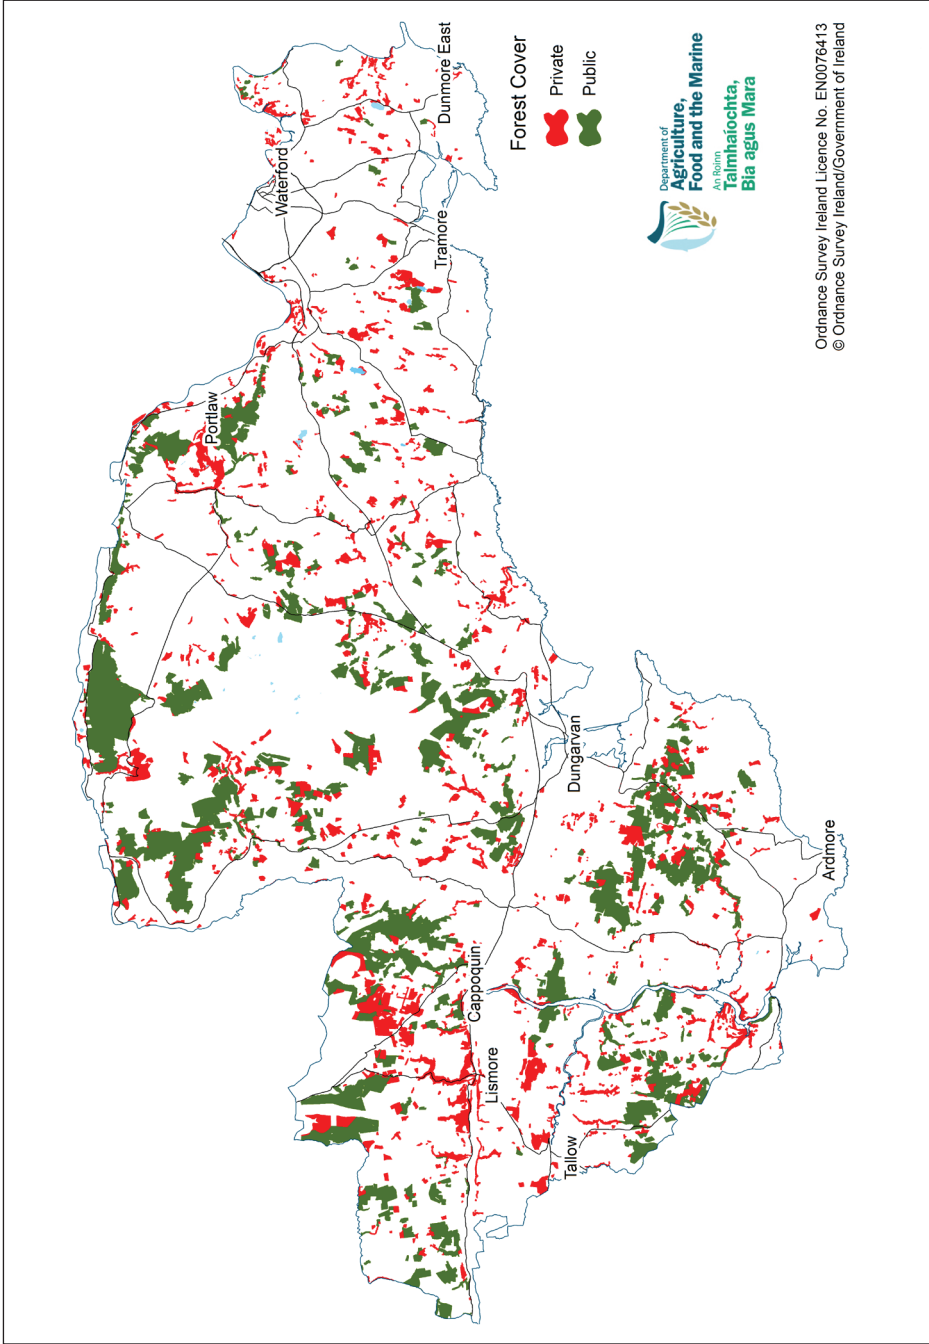 Waterford
Dunmore East
Tramore
Portlaw
Dungarvan
Cappoquin
Lismore
Tallow
Ardmore
Forest Cover
Private
Public
Department of
Agriculture,
Food and the Marine
An Roinn
Talmhaíochta,
Bia agus Mara
Ordnance Survey Ireland Licence No. EN0076413
© Ordnance Survey Ireland/Government of Ireland